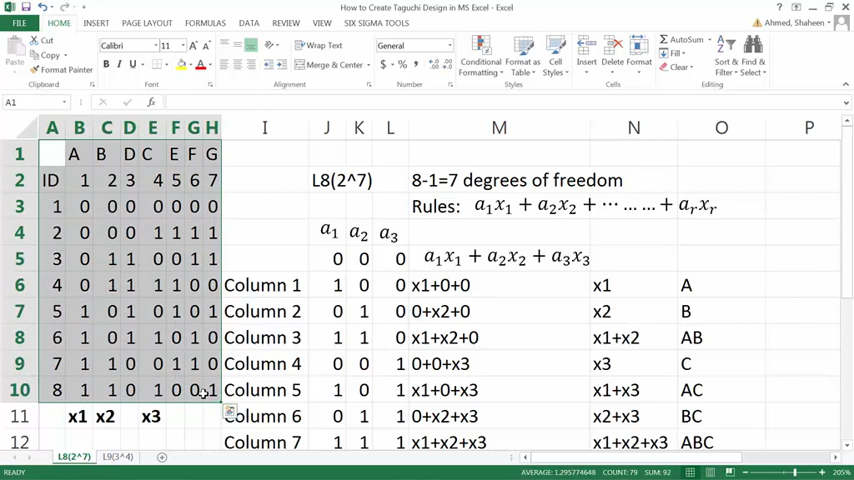 How to Create Taguchi Design in MS Excel - Excel
FILE HOME INSERT PAGE LAYOUT FORMULAS DATA REVIEW VIEW SIX SIGMA TOOLS Ahmed, Shaheen
Cut Calibri 11 Wrap Text General AutoSum
Copy Fill
Paste Format Painter B I U Merge & Center $ % , Conditional Formatting Format as Table Cell Styles Insert Delete Format Clear Sort & Filter Find & Select
Clipboard Font Alignment Number Styles Cells Editing
A1 fx
A B C D E F G H I J K L M N O P
1 A B D C E F G
2 ID 1 2 3 4 5 6 7 L8(2^7) 8-1=7 degrees of freedom
3 1 0 0 0 0 0 0 0 Rules: a₁x₁ + a₂x₂ + ⋯ … … + aᵣxᵣ
4 2 0 0 0 1 1 1 1 a₁ a₂ a₃
5 3 0 1 1 0 0 1 1 0 0 0 a₁x₁ + a₂x₂ + a₃x₃
6 4 0 1 1 1 1 0 0 Column 1 1 0 0 x1+0+0 x1 A
7 5 1 0 1 0 1 0 1 Column 2 0 1 0 0+x2+0 x2 B
8 6 1 0 1 1 0 1 0 Column 3 1 1 0 x1+x2+0 x1+x2 AB
9 7 1 1 0 0 1 1 0 Column 4 0 0 1 0+0+x3 x3 C
10 8 1 1 0 1 0 0 1 Column 5 1 0 1 x1+0+x3 x1+x3 AC
11 x1 x2 x3 Column 6 0 1 1 0+x2+x3 x2+x3 BC
12 Column 7 1 1 1 x1+x2+x3 x1+x2+x3 ABC
L8(2^7) L9(3^4)
READY AVERAGE: 1.295774648 COUNT: 79 SUM: 92 205%